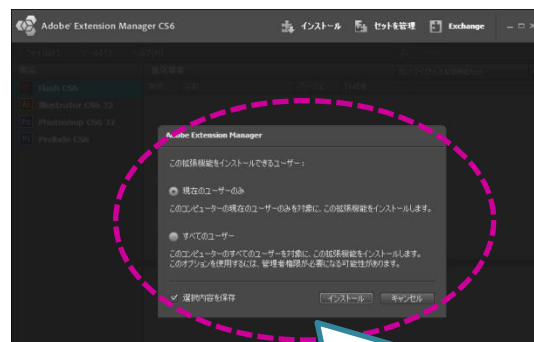 Adobe Extension Manager CS6
インストール セットを管理 Exchange
Flash CS6
Illustrator CS6 32
Photoshop CS6 32
Prelude CS6
Adobe Extension Manager
この拡張機能をインストールできるユーザー :
現在のユーザーのみ
このコンピューターの現在のユーザーのみを対象に、この拡張機能をインストールします。
すべてのユーザー
このコンピューターのすべてのユーザーを対象に、この拡張機能をインストールします。
このオプションを使用するには、管理者権限が必要になる可能性があります。
選択内容を保存
インストール キャンセル